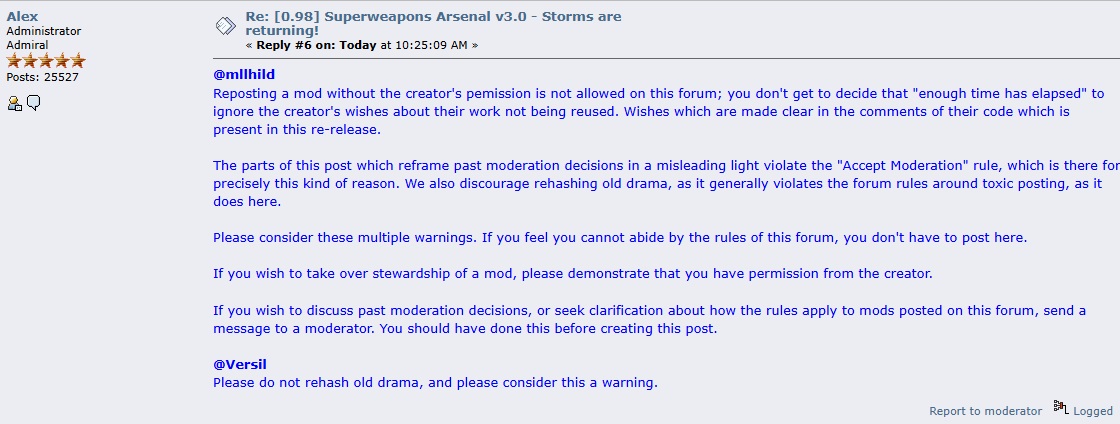 Alex
Administrator
Admiral
Posts: 25527
Re: [0.98] Superweapons Arsenal v3.0 - Storms are
returning!
« Reply #6 on: Today at 10:25:09 AM »
@mllhild
Reposting a mod without the creator's pemission is not allowed on this forum; you don't get to decide that "enough time has elapsed" to
ignore the creator's wishes about their work not being reused. Wishes which are made clear in the comments of their code which is
present in this re-release.
The parts of this post which reframe past moderation decisions in a misleading light violate the "Accept Moderation" rule, which is there for
precisely this kind of reason. We also discourage rehashing old drama, as it generally violates the forum rules around toxic posting, as it
does here.
Please consider these multiple warnings. If you feel you cannot abide by the rules of this forum, you don't have to post here.
If you wish to take over stewardship of a mod, please demonstrate that you have permission from the creator.
If you wish to discuss past moderation decisions, or seek clarification about how the rules apply to mods posted on this forum, send a
message to a moderator. You should have done this before creating this post.
@Versil
Please do not rehash old drama, and please consider this a warning.
Report to moderator Logged